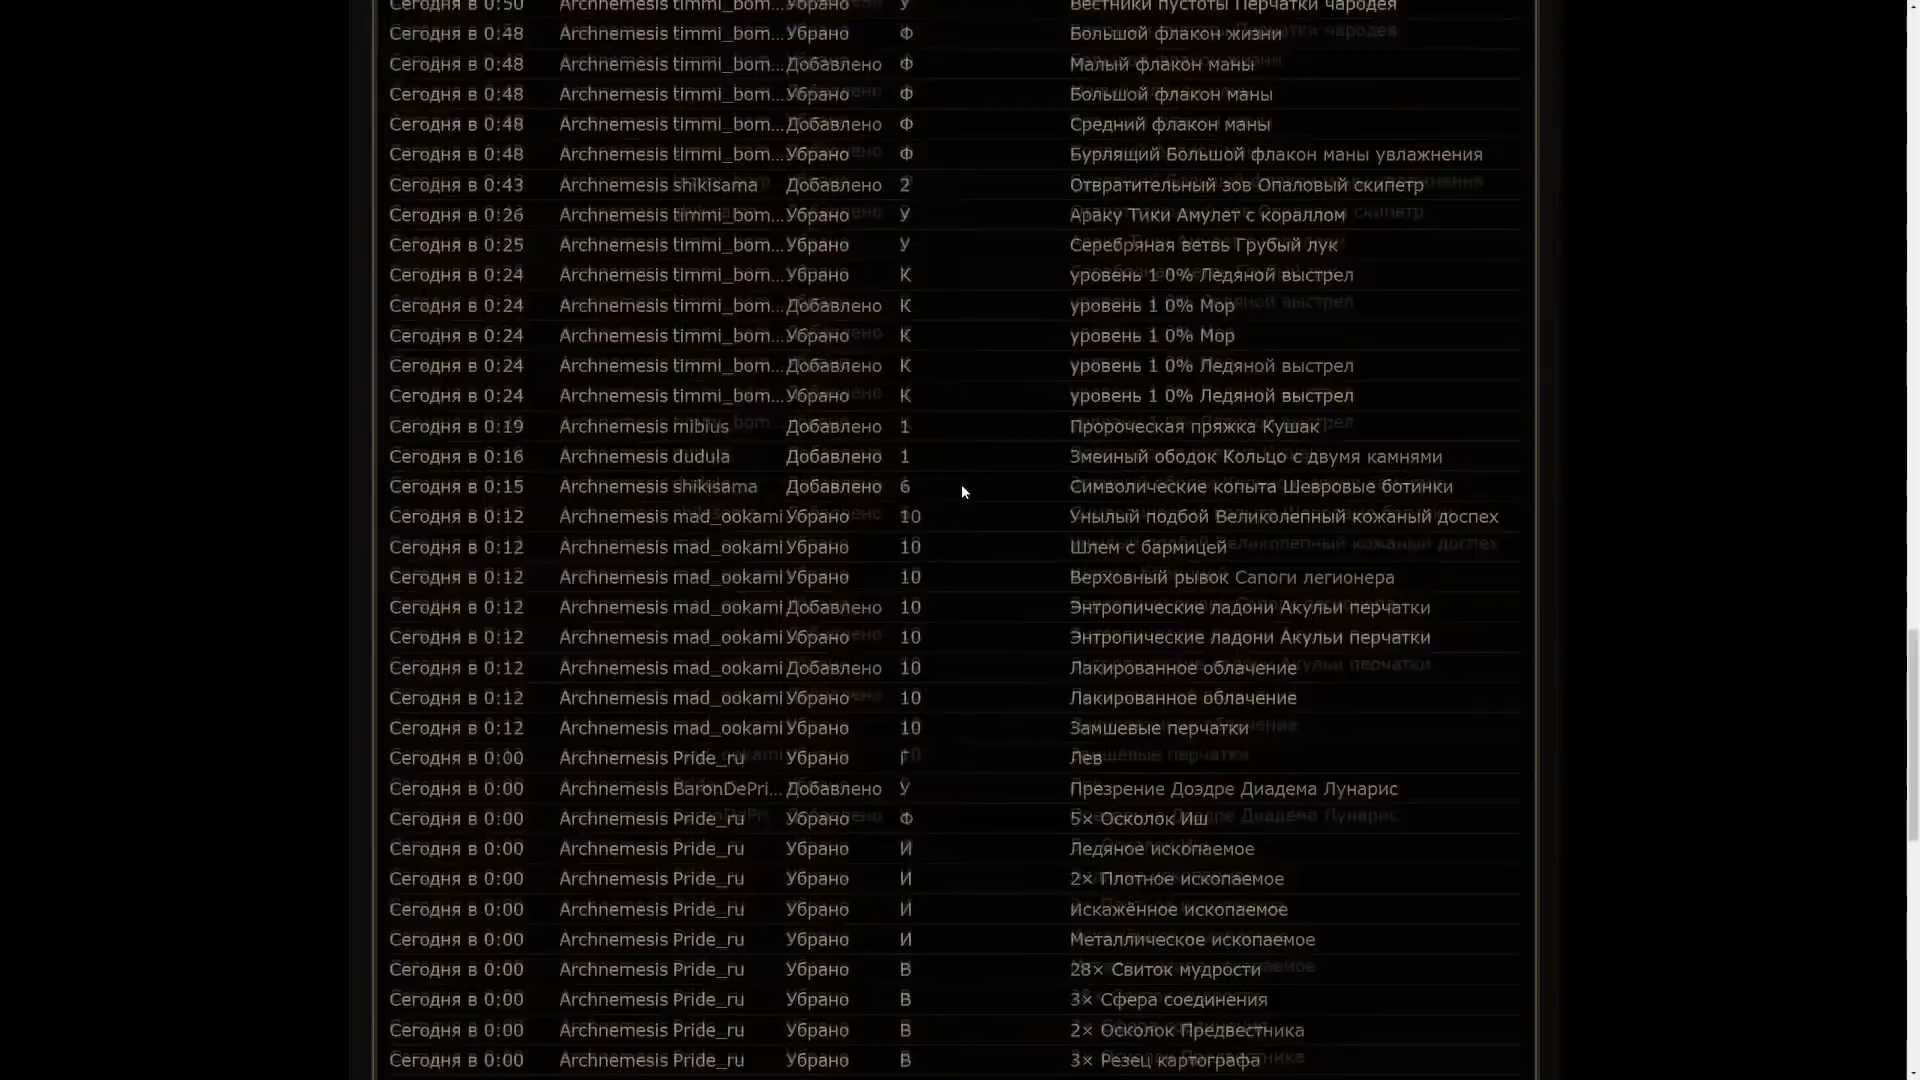 Сегодня в 0:50 Archnemesis timmi_bom... Убрано У Вестники пустоты Перчатки чародея
Сегодня в 0:48 Archnemesis timmi_bom... Убрано Ф Большой флакон жизни
Сегодня в 0:48 Archnemesis timmi_bom... Добавлено Ф Малый флакон маны
Сегодня в 0:48 Archnemesis timmi_bom... Убрано Ф Большой флакон маны
Сегодня в 0:48 Archnemesis timmi_bom... Добавлено Ф Средний флакон маны
Сегодня в 0:48 Archnemesis timmi_bom... Убрано Ф Бурлящий Большой флакон маны увлажнения
Сегодня в 0:43 Archnemesis shikisama Добавлено 2 Отвратительный зов Опаловый скипетр
Сегодня в 0:26 Archnemesis timmi_bom... Убрано У Араку Тики Амулет с кораллом
Сегодня в 0:25 Archnemesis timmi_bom... Убрано У Серебряная ветвь Грубый лук
Сегодня в 0:24 Archnemesis timmi_bom... Убрано К уровень 1 0% Ледяной выстрел
Сегодня в 0:24 Archnemesis timmi_bom... Добавлено К уровень 1 0% Мор
Сегодня в 0:24 Archnemesis timmi_bom... Убрано К уровень 1 0% Мор
Сегодня в 0:24 Archnemesis timmi_bom... Добавлено К уровень 1 0% Ледяной выстрел
Сегодня в 0:24 Archnemesis timmi_bom... Убрано К уровень 1 0% Ледяной выстрел
Сегодня в 0:19 Archnemesis mibius Добавлено 1 Пророческая пряжка Кушак
Сегодня в 0:16 Archnemesis dudula Добавлено 1 Змеиный ободок Кольцо с двумя камнями
Сегодня в 0:15 Archnemesis shikisama Добавлено 6 Символические копыта Шевровые ботинки
Сегодня в 0:12 Archnemesis mad_ookami Убрано 10 Унылый подбой Великолепный кожаный доспех
Сегодня в 0:12 Archnemesis mad_ookami Убрано 10 Шлем с бармицей
Сегодня в 0:12 Archnemesis mad_ookami Убрано 10 Верховный рывок Сапоги легионера
Сегодня в 0:12 Archnemesis mad_ookami Добавлено 10 Энтропические ладони Акульи перчатки
Сегодня в 0:12 Archnemesis mad_ookami Убрано 10 Энтропические ладони Акульи перчатки
Сегодня в 0:12 Archnemesis mad_ookami Добавлено 10 Лакированное облачение
Сегодня в 0:12 Archnemesis mad_ookami Убрано 10 Лакированное облачение
Сегодня в 0:12 Archnemesis mad_ookami Убрано 10 Замшевые перчатки
Сегодня в 0:00 Archnemesis Pride_ru Убрано Г Лев
Сегодня в 0:00 Archnemesis BaronDePri... Добавлено У Презрение Доэдре Диадема Лунарис
Сегодня в 0:00 Archnemesis Pride_ru Убрано Ф 5× Осколок Иш
Сегодня в 0:00 Archnemesis Pride_ru Убрано И Ледяное ископаемое
Сегодня в 0:00 Archnemesis Pride_ru Убрано И 2× Плотное ископаемое
Сегодня в 0:00 Archnemesis Pride_ru Убрано И Искажённое ископаемое
Сегодня в 0:00 Archnemesis Pride_ru Убрано И Металлическое ископаемое
Сегодня в 0:00 Archnemesis Pride_ru Убрано В 28× Свиток мудрости
Сегодня в 0:00 Archnemesis Pride_ru Убрано В 3× Сфера соединения
Сегодня в 0:00 Archnemesis Pride_ru Убрано В 2× Осколок Предвестника
Сегодня в 0:00 Archnemesis Pride_ru Убрано В 3× Резец картографа